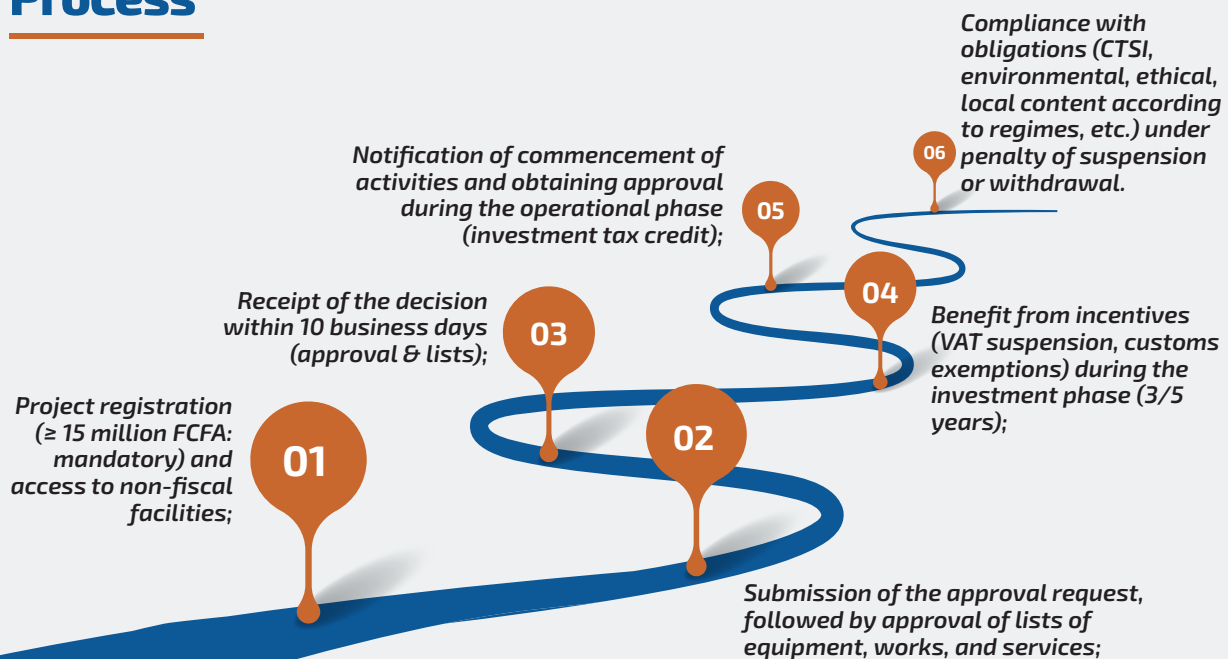 Process
01
Project registration
(≥ 15 million FCFA:
mandatory) and
access to non-fiscal
facilities;
02
Submission of the approval request,
followed by approval of lists of
equipment, works, and services;
03
Receipt of the decision
within 10 business days
(approval & lists);
04
Benefit from incentives
(VAT suspension, customs
exemptions) during the
investment phase (3/5
years);
05
Notification of commencement of
activities and obtaining approval
during the operational phase
(investment tax credit);
06
Compliance with
obligations (CTSI,
environmental, ethical,
local content according
to regimes, etc.) under
penalty of suspension
or withdrawal.